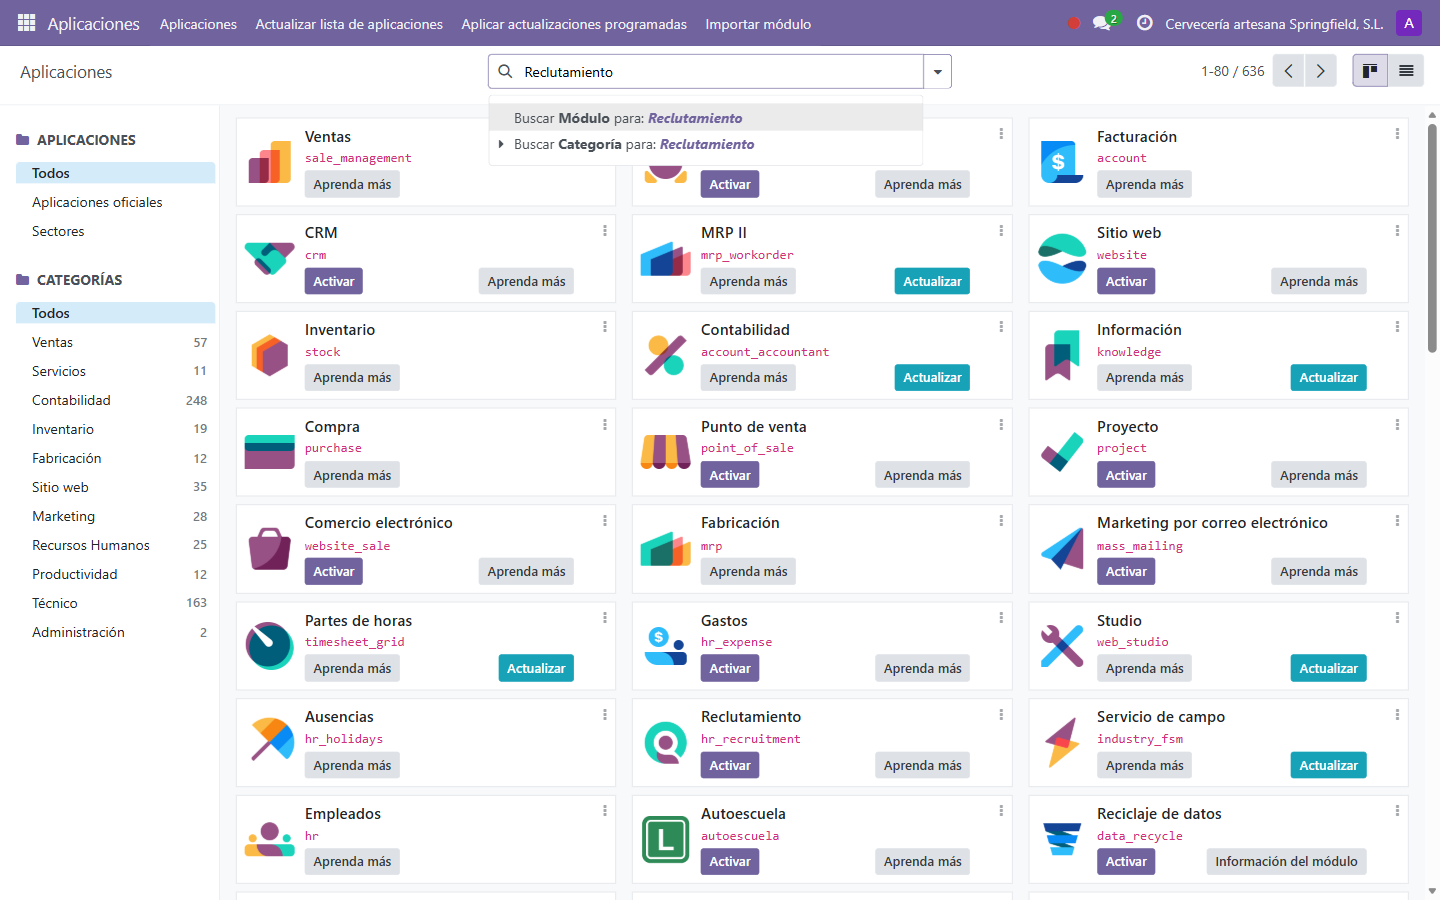 Aplicaciones Aplicaciones Actualizar lista de aplicaciones Aplicar actualizaciones programadas Importar módulo 2 Cervecería artesana Springfield, S.L. A
Aplicaciones Reclutamiento 1-80 / 636
Buscar Módulo para: Reclutamiento
Buscar Categoría para: Reclutamiento
APLICACIONES
Todos
Aplicaciones oficiales
Sectores
CATEGORÍAS
Todos
Ventas 57
Servicios 11
Contabilidad 248
Inventario 19
Fabricación 12
Sitio web 35
Marketing 28
Recursos Humanos 25
Productividad 12
Técnico 163
Administración 2
Ventas
sale_management
Aprenda más
Activar Aprenda más
Facturación
account
Aprenda más
CRM
crm
Activar Aprenda más
MRP II
mrp_workorder
Aprenda más Actualizar
Sitio web
website
Activar Aprenda más
Inventario
stock
Aprenda más
Contabilidad
account_accountant
Aprenda más Actualizar
Información
knowledge
Aprenda más Actualizar
Compra
purchase
Aprenda más
Punto de venta
point_of_sale
Activar Aprenda más
Proyecto
project
Activar Aprenda más
Comercio electrónico
website_sale
Activar Aprenda más
Fabricación
mrp
Aprenda más
Marketing por correo electrónico
mass_mailing
Activar Aprenda más
Partes de horas
timesheet_grid
Aprenda más Actualizar
Gastos
hr_expense
Activar Aprenda más
Studio
web_studio
Aprenda más Actualizar
Ausencias
hr_holidays
Aprenda más
Reclutamiento
hr_recruitment
Activar Aprenda más
Servicio de campo
industry_fsm
Aprenda más Actualizar
Empleados
hr
Aprenda más
L
Autoescuela
autoescuela
Activar Aprenda más
Reciclaje de datos
data_recycle
Activar Información del módulo